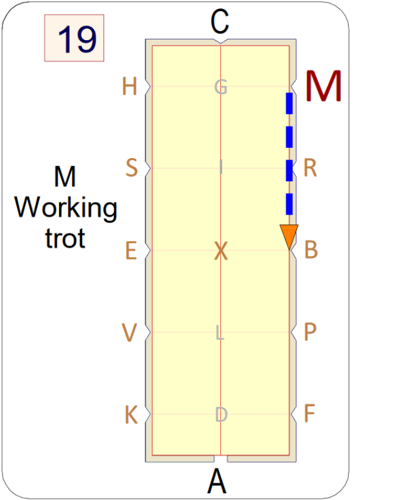 19
C
H G M
S I R
M
Working
trot
E X B
V L P
K D F
A